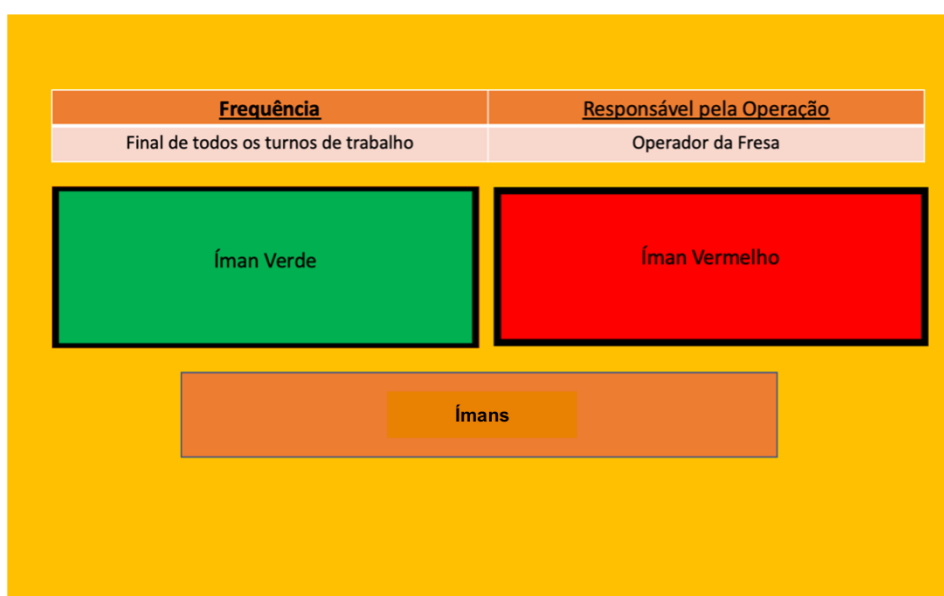 Frequência
Responsável pela Operação
Final de todos os turnos de trabalho
Operador da Fresa
Íman Verde
Íman Vermelho
Ímans